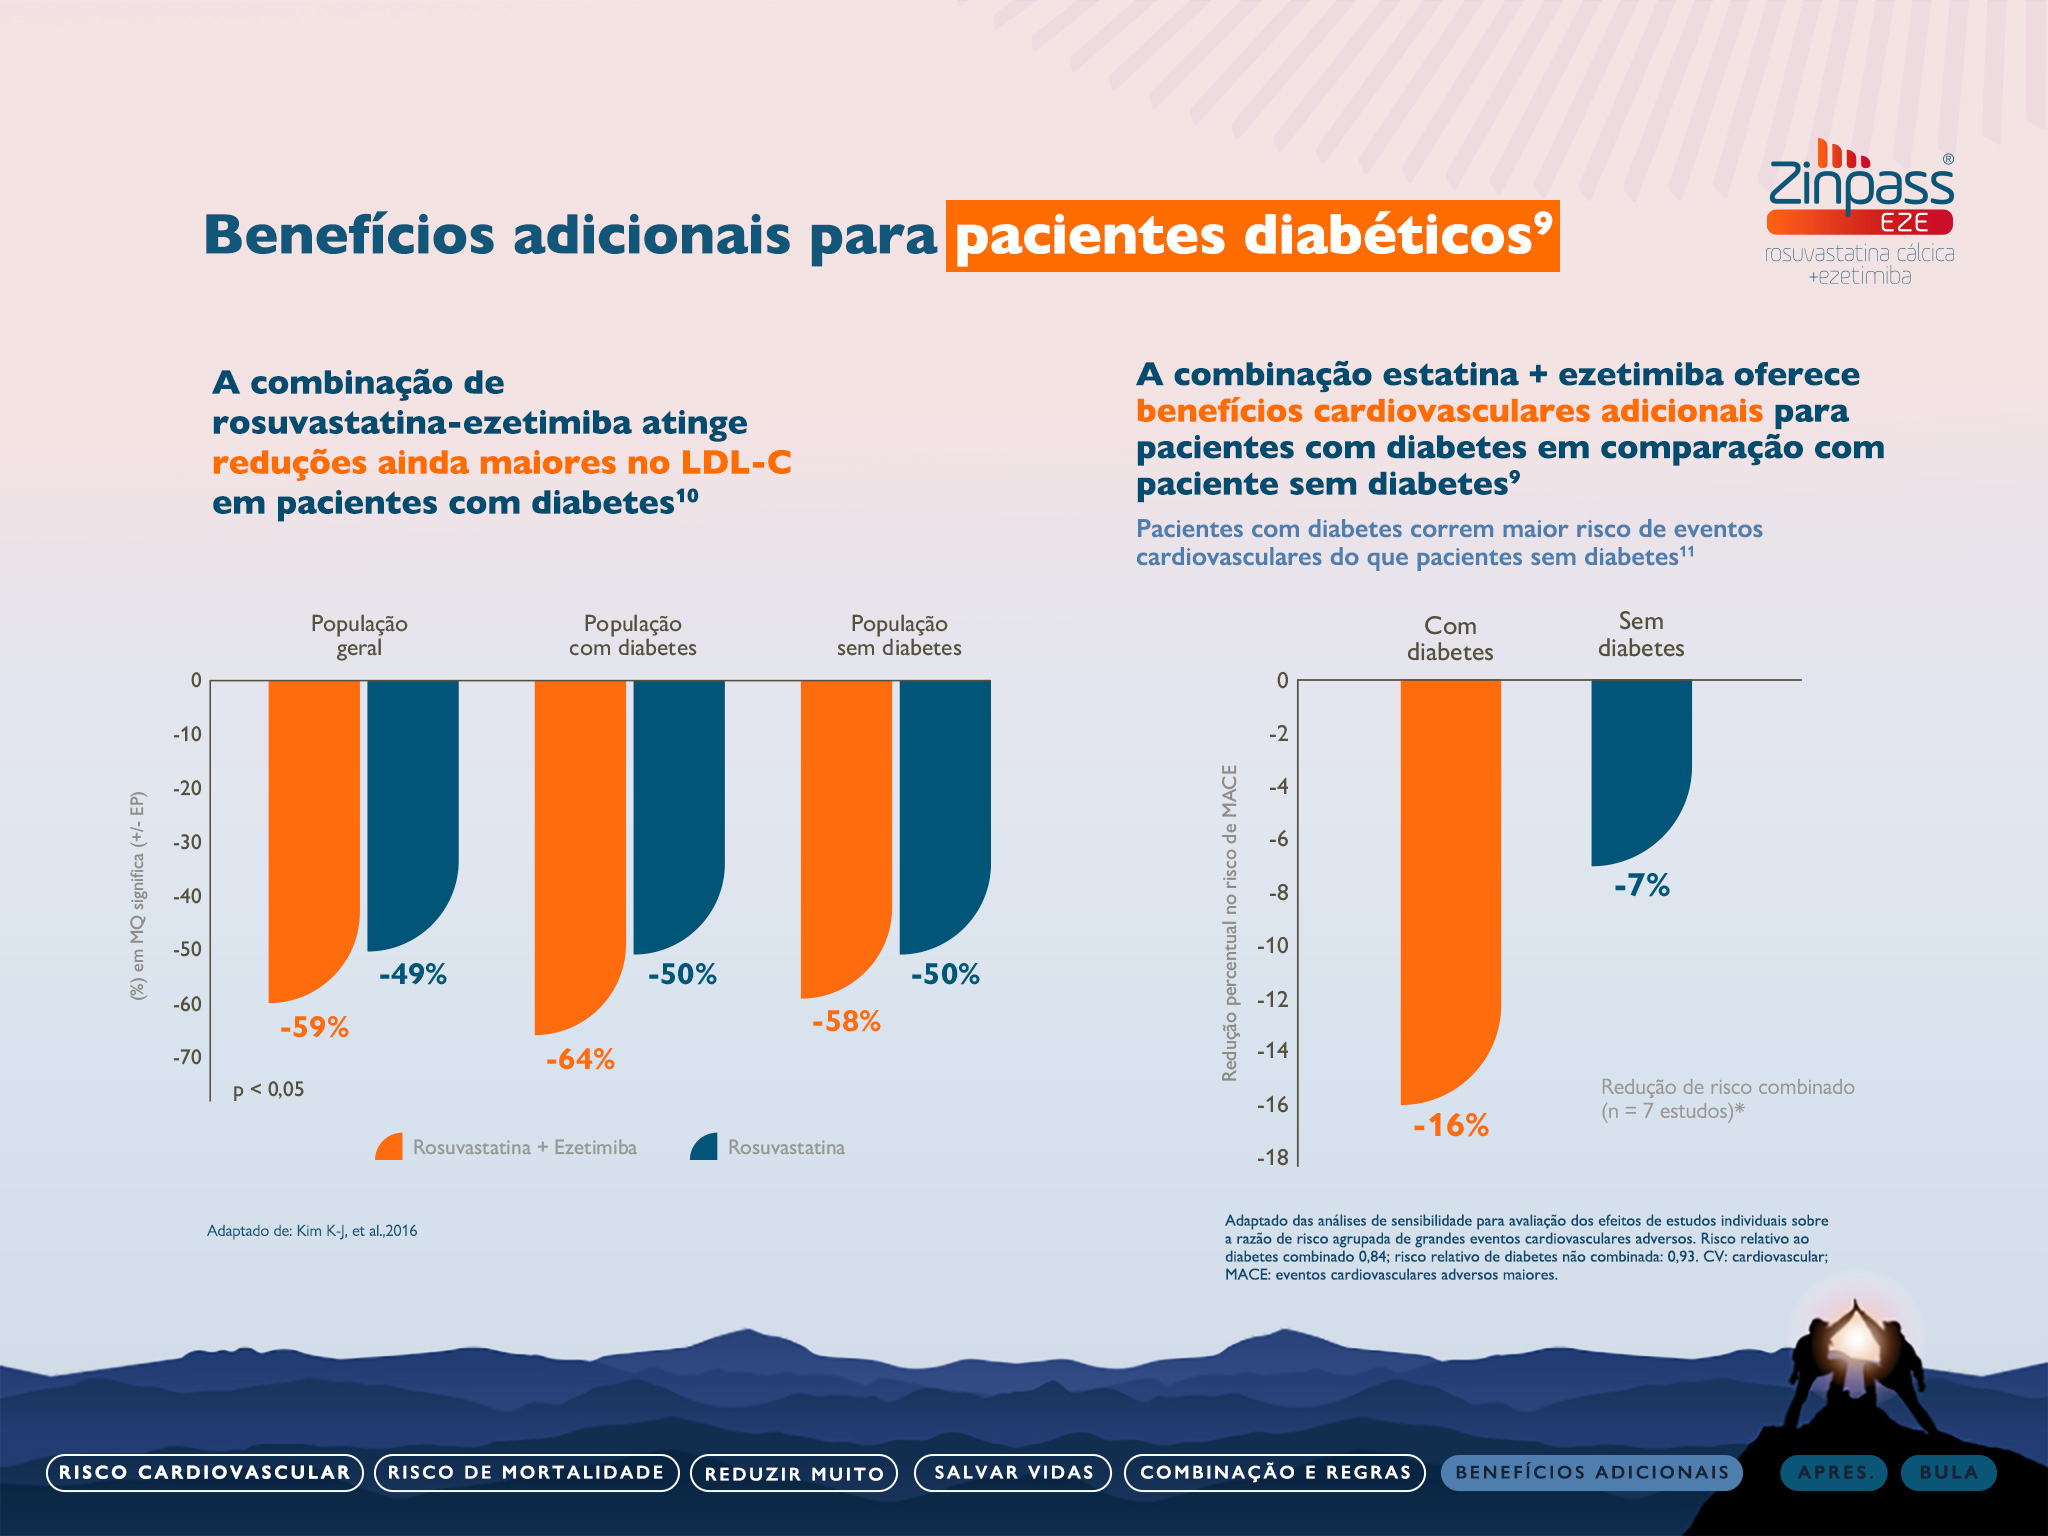 Benefícios adicionais para pacientes diabéticos⁹
Zinpass®
EZE
rosuvastatina cálcica
+ezetimiba
A combinação de
rosuvastatina-ezetimiba atinge
reduções ainda maiores no LDL-C
em pacientes com diabetes¹⁰
População
geral
População
com diabetes
População
sem diabetes
(%) em MQ significa (+/- EP)
0
-10
-20
-30
-40
-50
-60
-70
-59%
-49%
-64%
-50%
-58%
-50%
p < 0,05
Rosuvastatina + Ezetimiba
Rosuvastatina
Adaptado de: Kim K-J, et al.,2016
A combinação estatina + ezetimiba oferece
benefícios cardiovasculares adicionais para
pacientes com diabetes em comparação com
paciente sem diabetes⁹
Pacientes com diabetes correm maior risco de eventos
cardiovasculares do que pacientes sem diabetes¹¹
Com
diabetes
Sem
diabetes
Redução percentual no risco de MACE
0
-2
-4
-6
-8
-10
-12
-14
-16
-18
-16%
-7%
Redução de risco combinado
(n = 7 estudos)*
Adaptado das análises de sensibilidade para avaliação dos efeitos de estudos individuais sobre
a razão de risco agrupada de grandes eventos cardiovasculares adversos. Risco relativo ao
diabetes combinado 0,84; risco relativo de diabetes não combinada: 0,93. CV: cardiovascular;
MACE: eventos cardiovasculares adversos maiores.
RISCO CARDIOVASCULAR
RISCO DE MORTALIDADE
REDUZIR MUITO
SALVAR VIDAS
COMBINAÇÃO E REGRAS
BENEFÍCIOS ADICIONAIS
APRES.
BULA